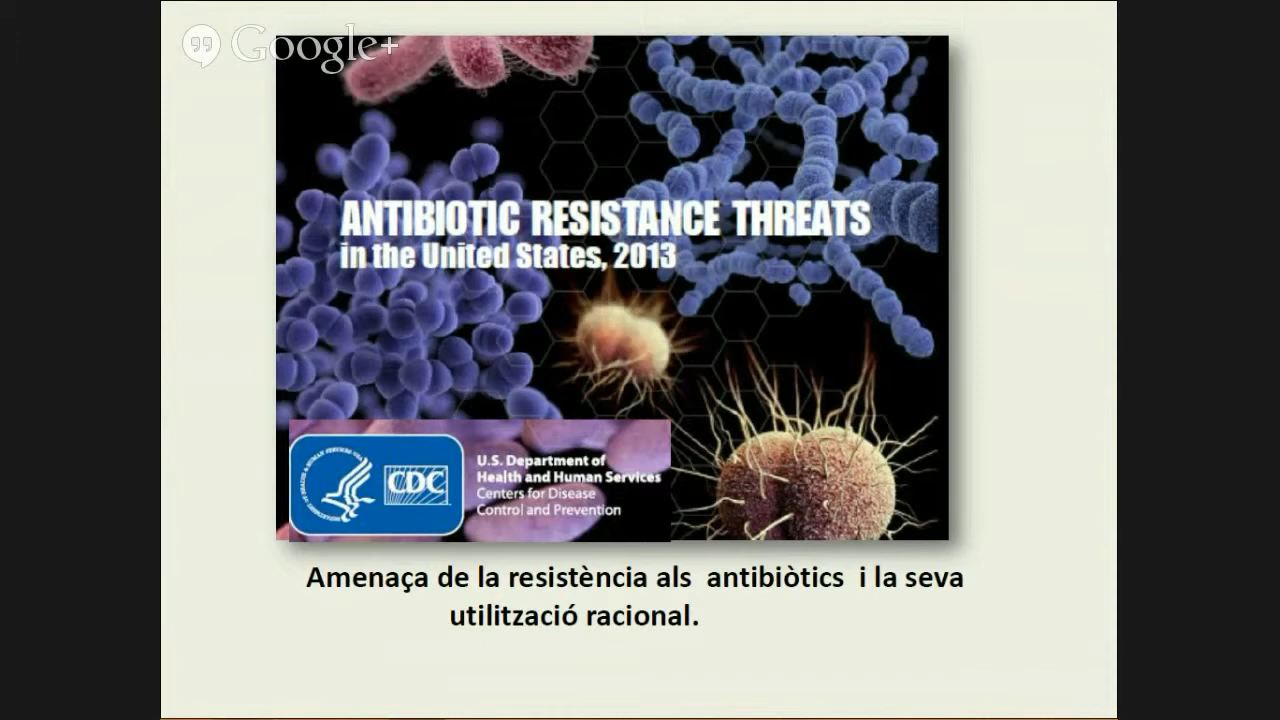 Google+
ANTIBIOTIC RESISTANCE THREATS
in the United States, 2013
CDC
U.S. Department of
Health and Human Services
Centers for Disease
Control and Prevention
Amenaça de la resistència als antibiòtics i la seva
utilització racional.